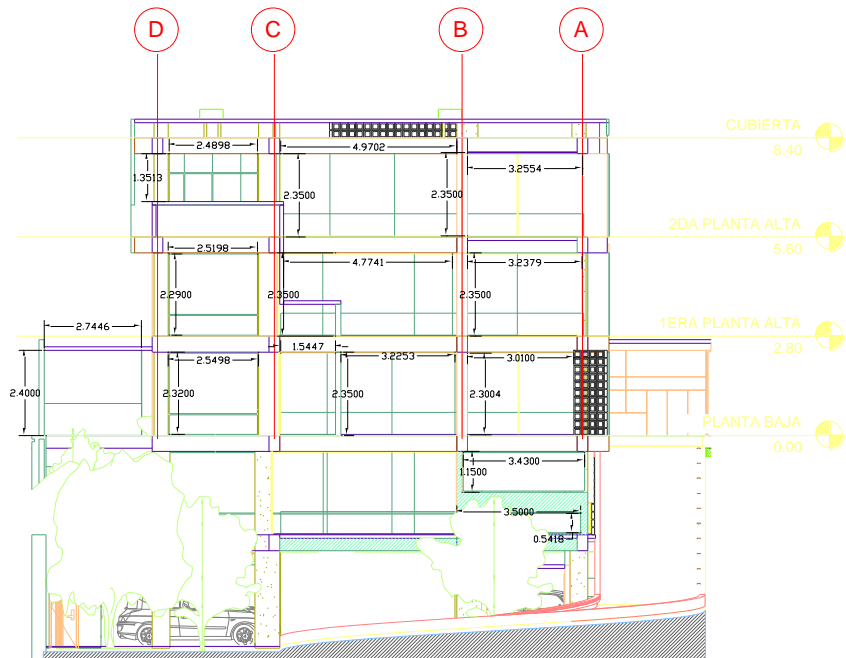 D C B A
CUBIERTA
8.40
2.4898 4.9702 3.2554
1.3513 2.3500 2.3500
2DA PLANTA ALTA
5.60
2.5198 4.7741 3.2379
2.2900 2.3500 2.3500
1ERA PLANTA ALTA
2.80
2.7446 1.5447
2.5498 3.2253 3.0100
2.4000 2.3200 2.3500 2.3004
PLANTA BAJA
0.00
3.4300
1.1500
3.5000
0.5418